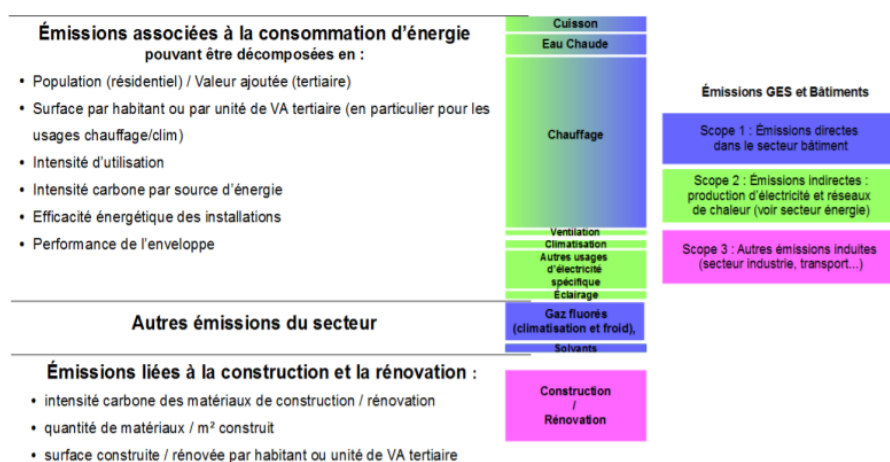 Émissions associées à la consommation d'énergie
pouvant être décomposées en :
• Population (résidentiel) / Valeur ajoutée (tertiaire)
• Surface par habitant ou par unité de VA tertiaire (en particulier pour les
usages chauffage/clim)
• Intensité d'utilisation
• Intensité carbone par source d'énergie
• Efficacité énergétique des installations
• Performance de l'enveloppe
Autres émissions du secteur
Émissions liées à la construction et la rénovation :
• intensité carbone des matériaux de construction / rénovation
• quantité de matériaux / m² construit
• surface construite / rénovée par habitant ou unité de VA tertiaire
Cuisson
Eau Chaude
Chauffage
Ventilation
Climatisation
Autres usages
d'électricité
spécifique
Éclairage
Gaz fluorés
(climatisation et froid),
Solvants
Construction
/
Rénovation
Émissions GES et Bâtiments
Scope 1 : Émissions directes
dans le secteur bâtiment
Scope 2 : Émissions indirectes :
production d'électricité et réseaux
de chaleur (voir secteur énergie)
Scope 3 : Autres émissions induites
(secteur industrie, transport...)